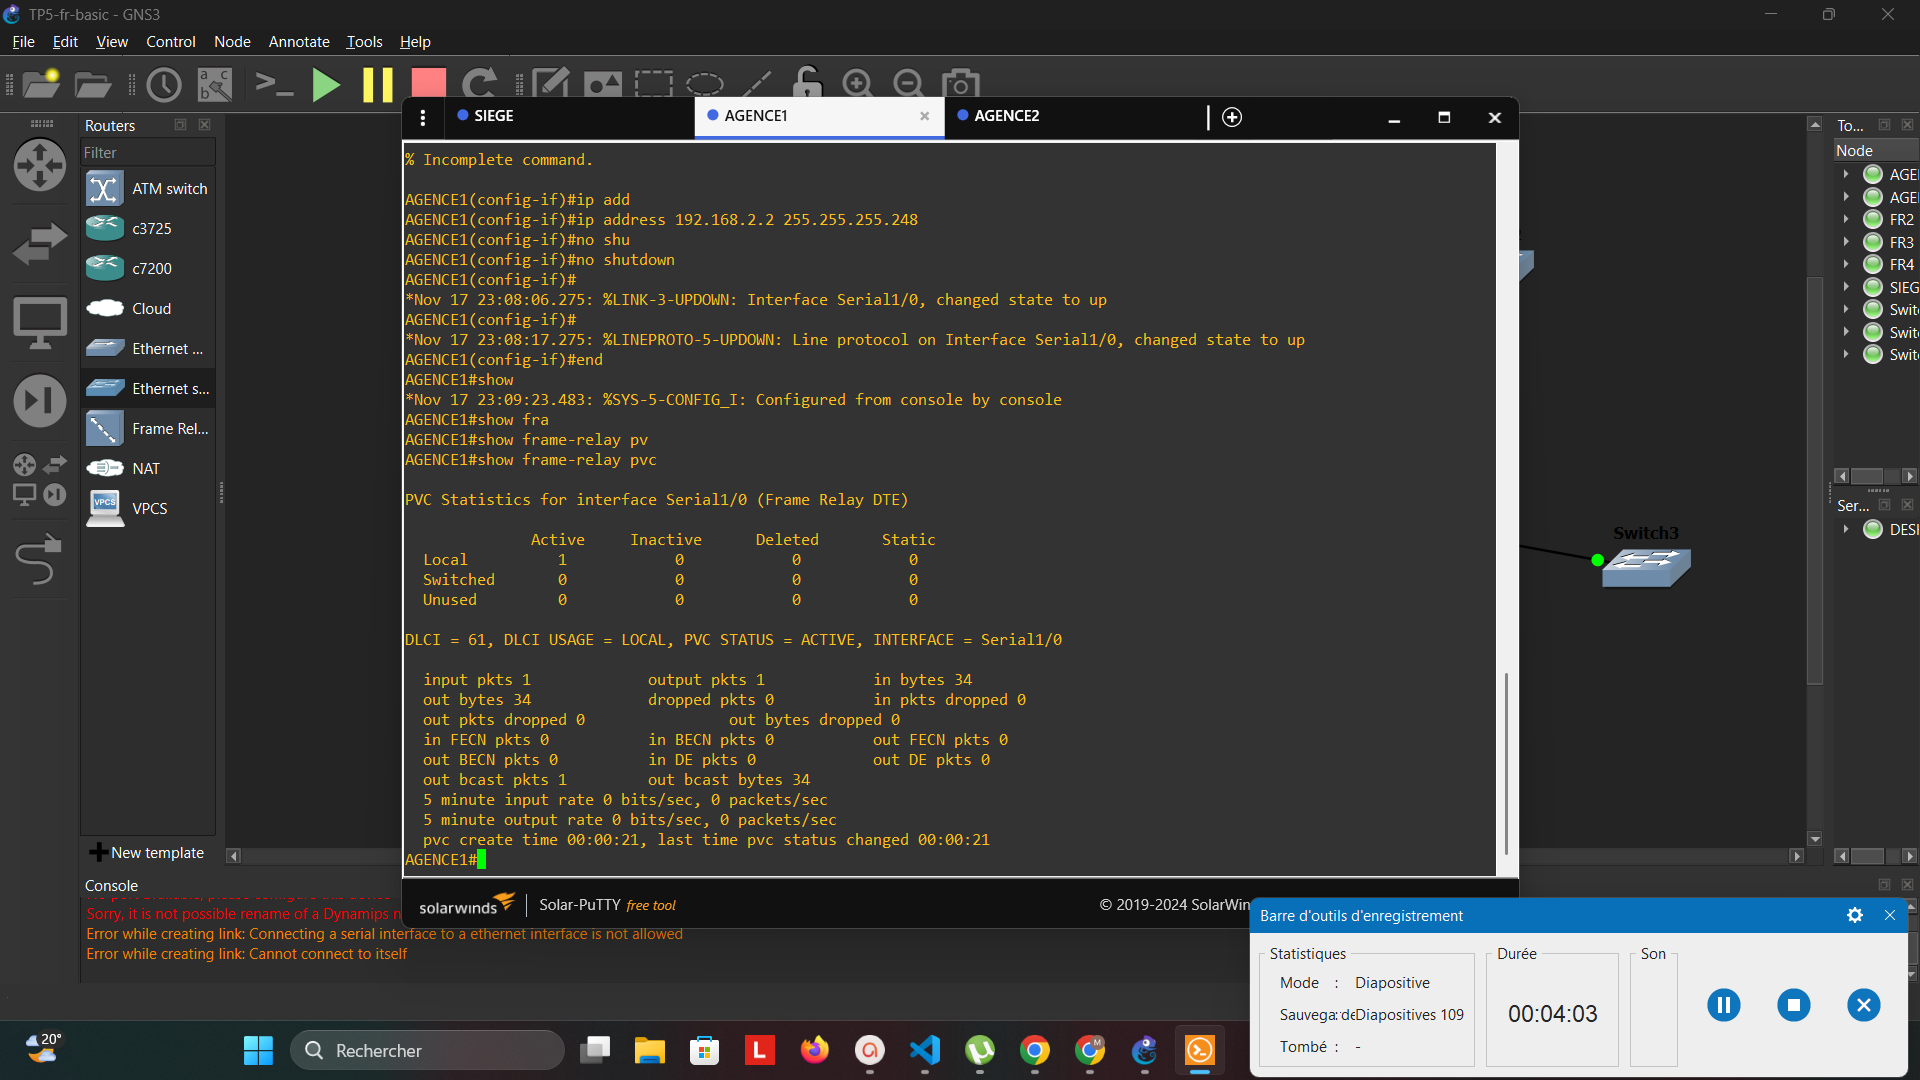 TP5-fr-basic - GNS3
File Edit View Control Node Annotate Tools Help
SIEGE
AGENCE1
AGENCE2
Routers
Filter
ATM switch
c3725
c7200
Cloud
Ethernet ...
Ethernet s...
Frame Rel...
NAT
VPCS
VPCS
New template
% Incomplete command.
AGENCE1(config-if)#ip add
AGENCE1(config-if)#ip address 192.168.2.2 255.255.255.248
AGENCE1(config-if)#no shu
AGENCE1(config-if)#no shutdown
AGENCE1(config-if)#
*Nov 17 23:08:06.275: %LINK-3-UPDOWN: Interface Serial1/0, changed state to up
AGENCE1(config-if)#
*Nov 17 23:08:17.275: %LINEPROTO-5-UPDOWN: Line protocol on Interface Serial1/0, changed state to up
AGENCE1(config-if)#end
AGENCE1#show
*Nov 17 23:09:23.483: %SYS-5-CONFIG_I: Configured from console by console
AGENCE1#show fra
AGENCE1#show frame-relay pv
AGENCE1#show frame-relay pvc
PVC Statistics for interface Serial1/0 (Frame Relay DTE)
Active Inactive Deleted Static
Local 1 0 0 0
Switched 0 0 0 0
Unused 0 0 0 0
DLCI = 61, DLCI USAGE = LOCAL, PVC STATUS = ACTIVE, INTERFACE = Serial1/0
input pkts 1 output pkts 1 in bytes 34
out bytes 34 dropped pkts 0 in pkts dropped 0
out pkts dropped 0 out bytes dropped 0
in FECN pkts 0 in BECN pkts 0 out FECN pkts 0
out BECN pkts 0 in DE pkts 0 out DE pkts 0
out bcast pkts 1 out bcast bytes 34
5 minute input rate 0 bits/sec, 0 packets/sec
5 minute output rate 0 bits/sec, 0 packets/sec
pvc create time 00:00:21, last time pvc status changed 00:00:21
AGENCE1#
solarwinds
Solar-PuTTY free tool
© 2019-2024 SolarWin
Switch3
To...
Node
AGE
AGE
FR2
FR3
FR4
SIEG
Swit
Swit
Swit
Ser...
DESI
Console
Sorry, it is not possible rename of a Dynamips n
Error while creating link: Connecting a serial interface to a ethernet interface is not allowed
Error while creating link: Cannot connect to itself
Barre d'outils d'enregistrement
Statistiques
Mode : Diapositive
Sauvega: de Diapositives 109
Tombé : -
Durée
00:04:03
Son
20°
Rechercher